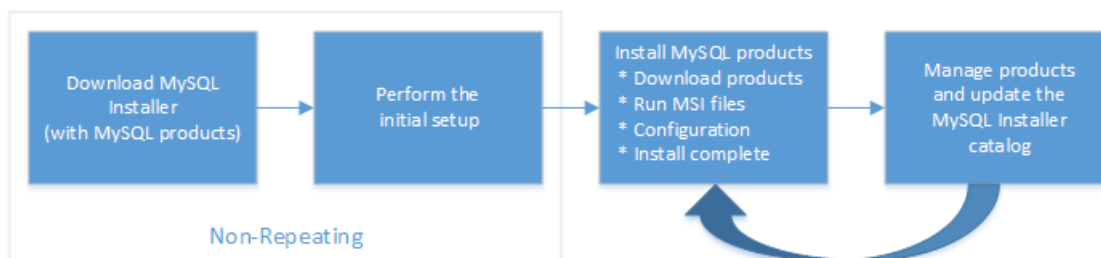 Download MySQL
Installer
(with MySQL products)
Perform the
initial setup
Install MySQL products
* Download products
* Run MSI files
* Configuration
* Install complete
Manage products
and update the
MySQL Installer
catalog
Non-Repeating